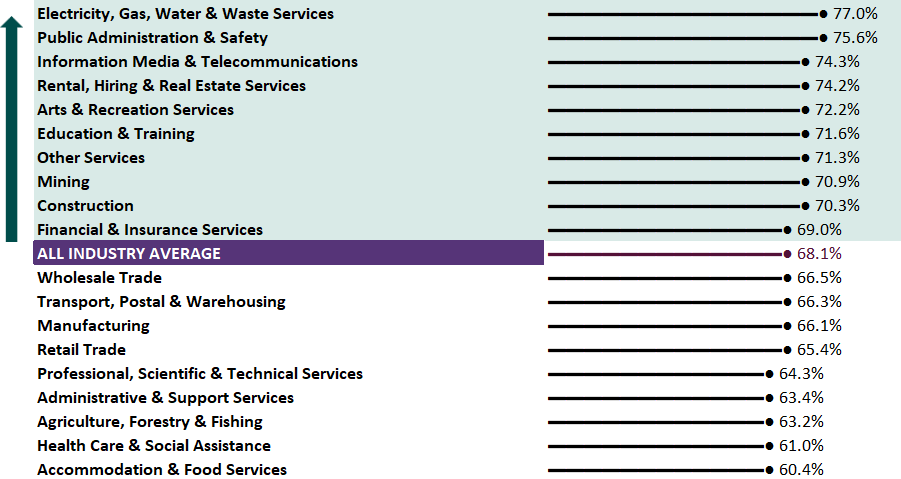 Electricity, Gas, Water & Waste Services 77.0%
Public Administration & Safety 75.6%
Information Media & Telecommunications 74.3%
Rental, Hiring & Real Estate Services 74.2%
Arts & Recreation Services 72.2%
Education & Training 71.6%
Other Services 71.3%
Mining 70.9%
Construction 70.3%
Financial & Insurance Services 69.0%
ALL INDUSTRY AVERAGE 68.1%
Wholesale Trade 66.5%
Transport, Postal & Warehousing 66.3%
Manufacturing 66.1%
Retail Trade 65.4%
Professional, Scientific & Technical Services 64.3%
Administrative & Support Services 63.4%
Agriculture, Forestry & Fishing 63.2%
Health Care & Social Assistance 61.0%
Accommodation & Food Services 60.4%